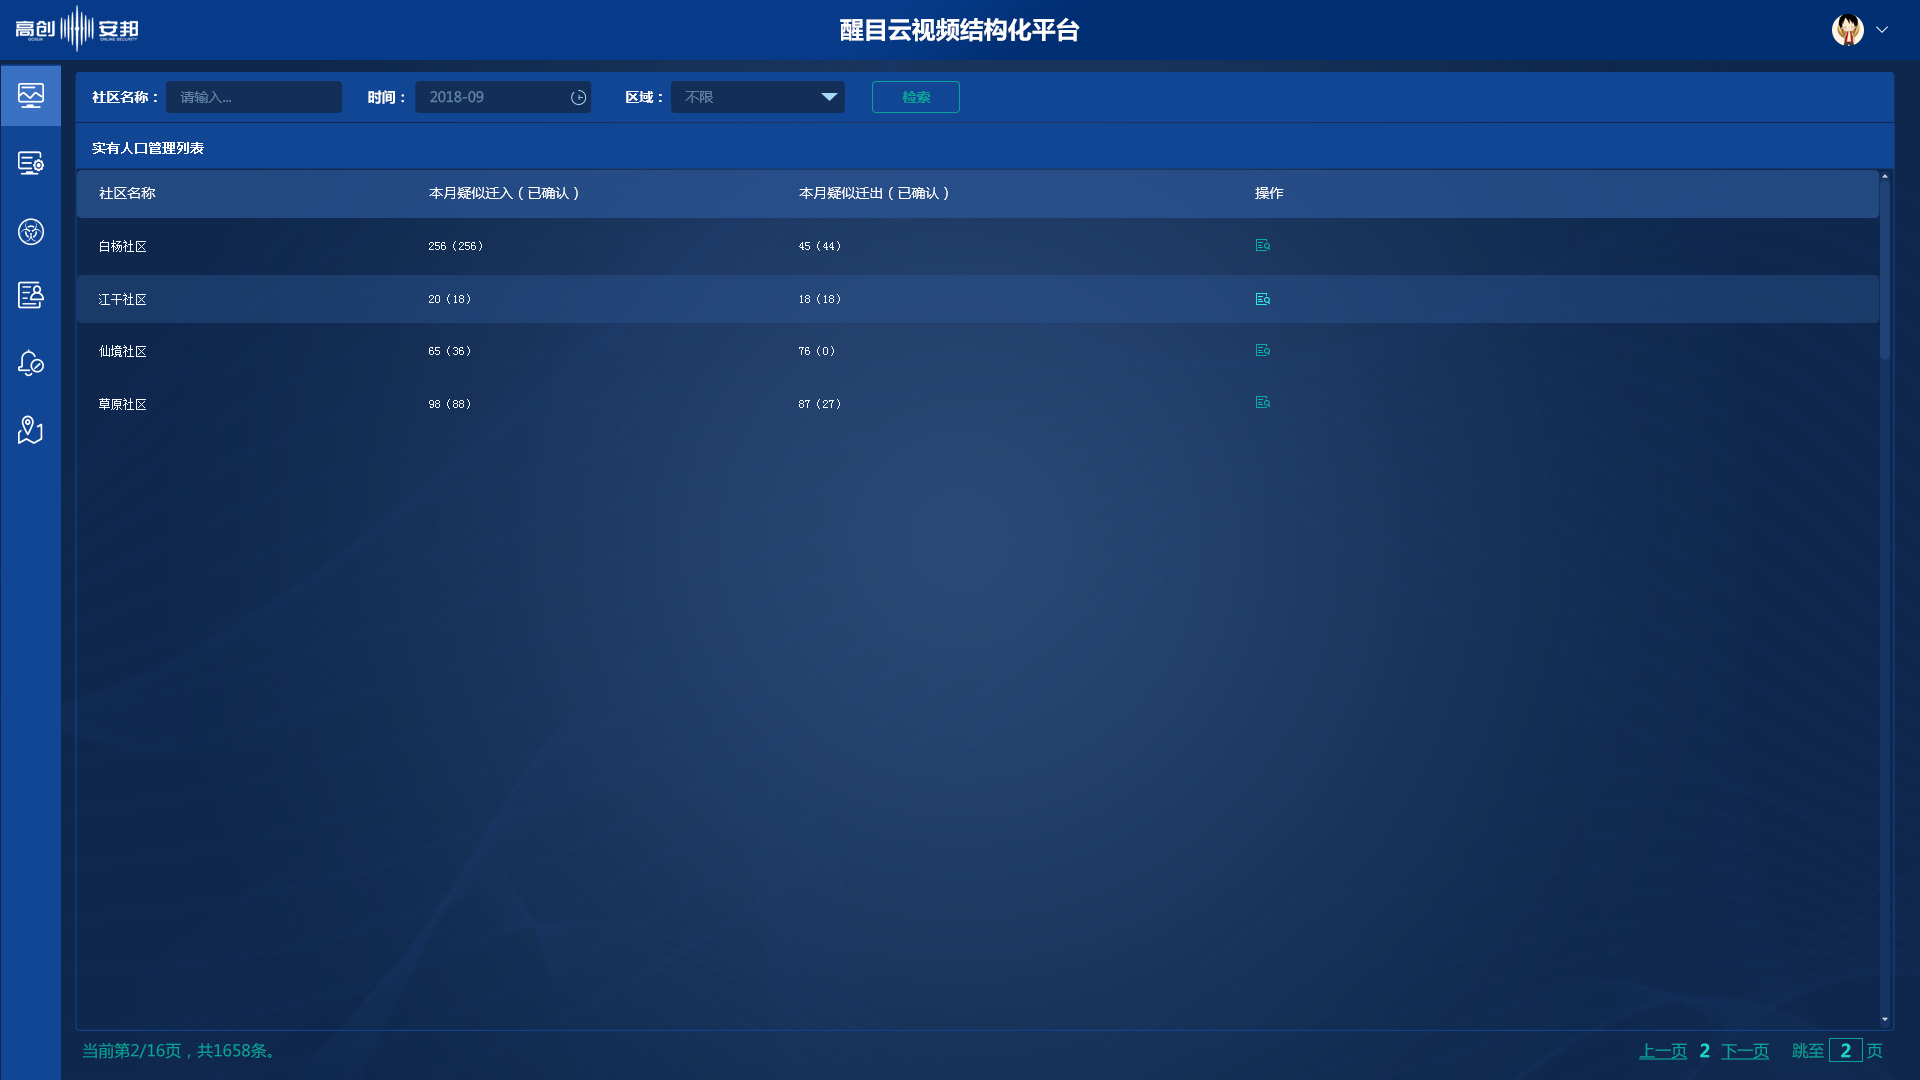 高创 安邦
GOSUN ONLINE SECURITY
醒目云视频结构化平台
社区名称： 请输入... 时间： 2018-09 区域： 不限 检索
实有人口管理列表
社区名称 本月疑似迁入（已确认） 本月疑似迁出（已确认） 操作
白杨社区 256（256） 45（44）
江干社区 20（18） 18（18）
仙境社区 65（36） 76（0）
草原社区 98（88） 87（27）
当前第2/16页，共1658条。 上一页 2 下一页 跳至 2 页